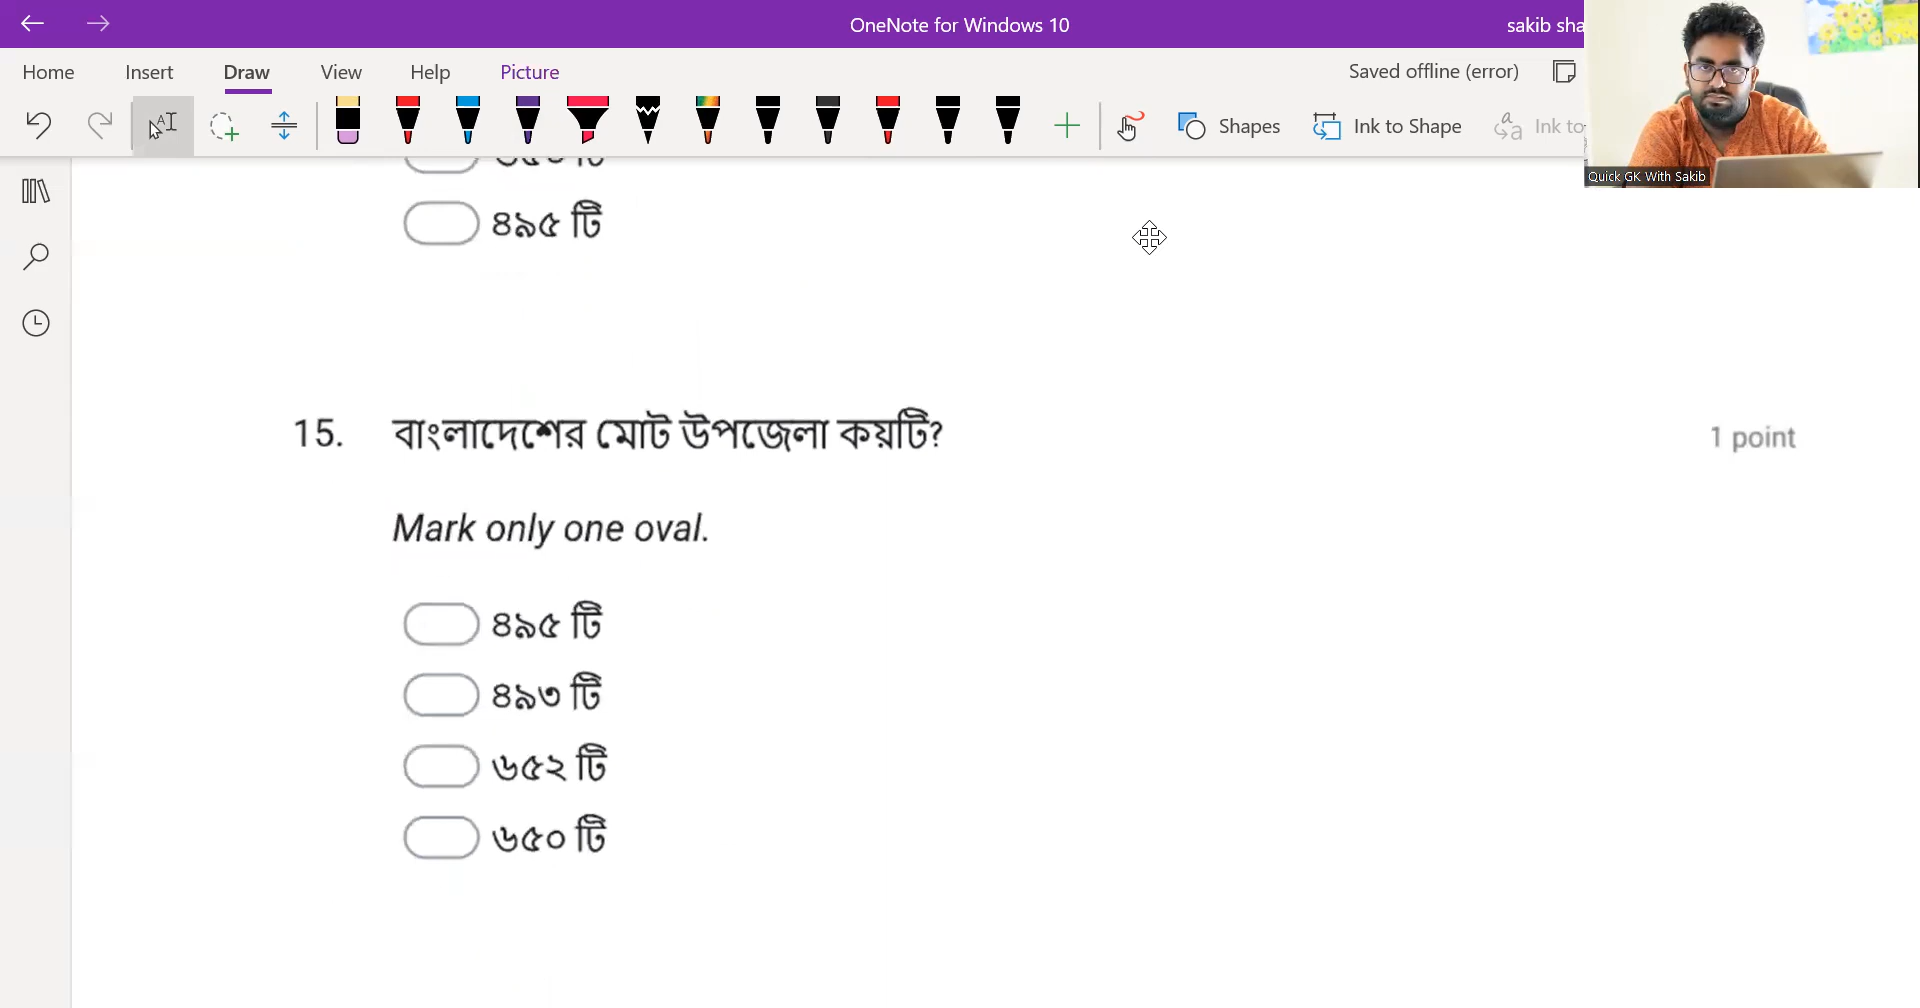 OneNote for Windows 10
sakib sha
Home Insert Draw View Help Picture
Saved offline (error)
Shapes Ink to Shape Ink to
Quick GK With Sakib
৪৯৫ টি
15. বাংলাদেশের মোট উপজেলা কয়টি? 1 point
Mark only one oval.
৪৯৫ টি
৪৯৩ টি
৬৫২ টি
৬৫০ টি